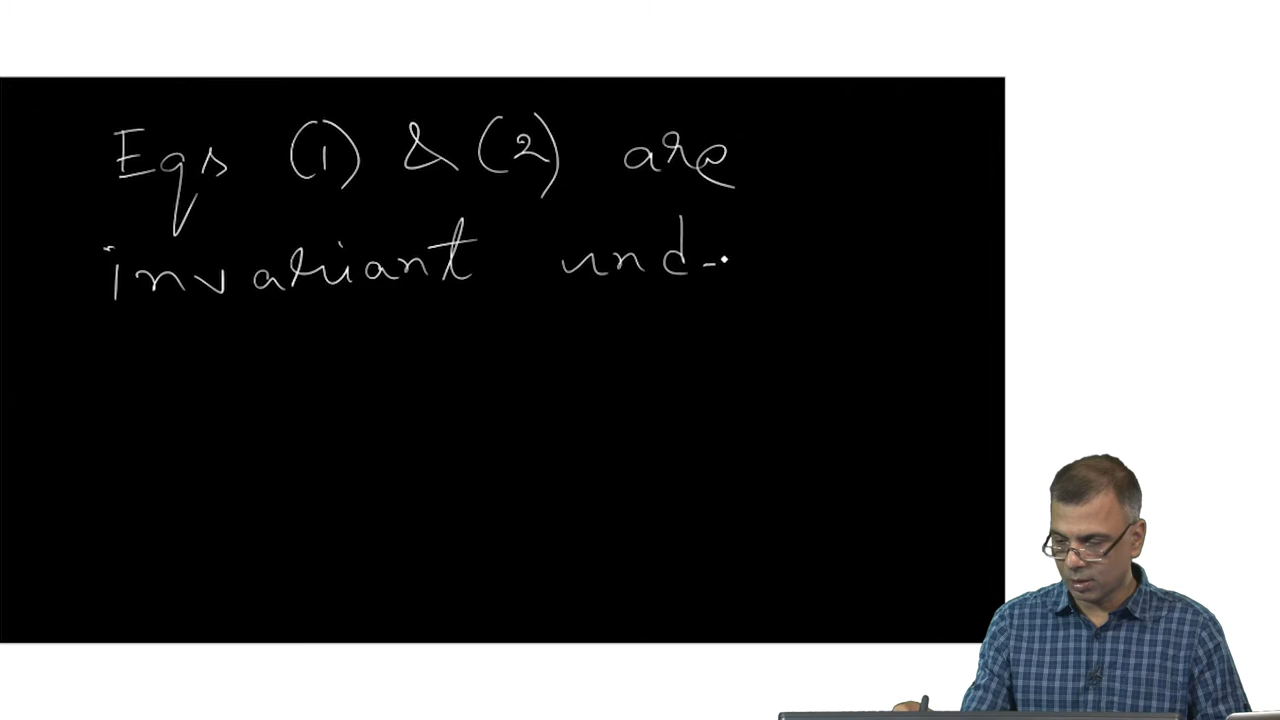 Eqs (1) & (2) are
invariant und